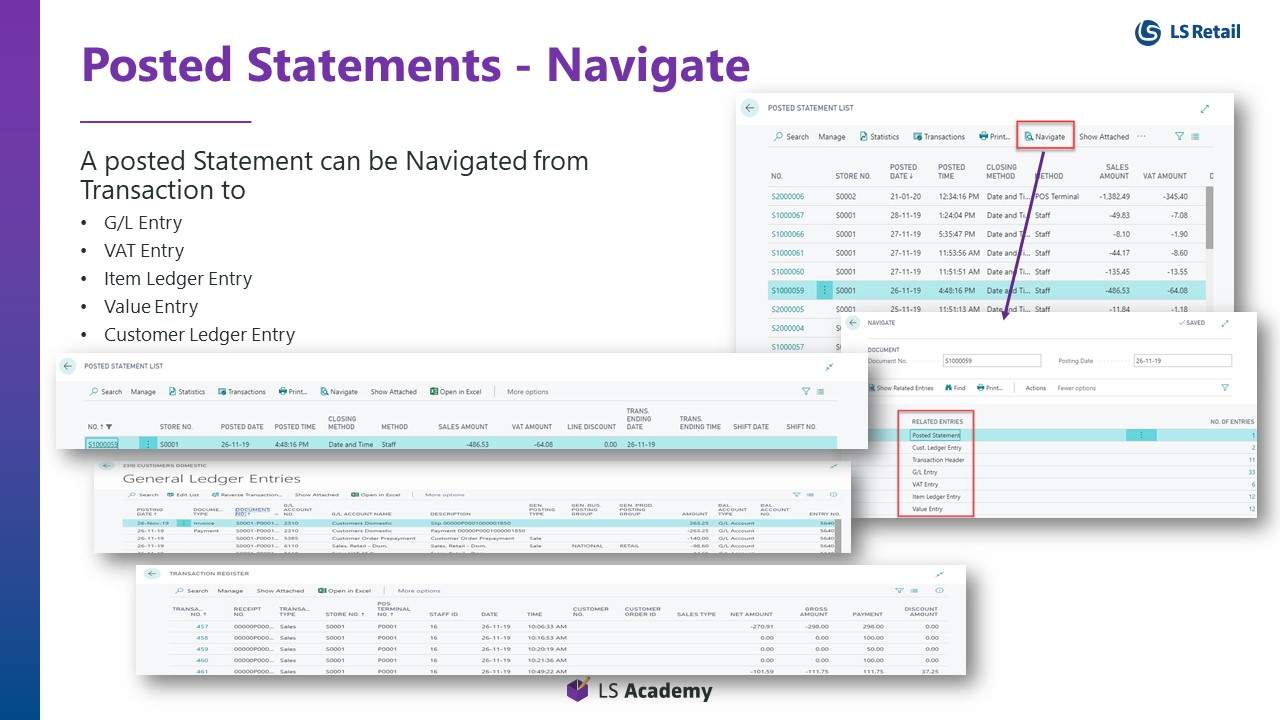 LS Retail
Posted Statements - Navigate
A posted Statement can be Navigated from
Transaction to
• G/L Entry
• VAT Entry
• Item Ledger Entry
• Value Entry
• Customer Ledger Entry
POSTED STATEMENT LIST
Search Manage Statistics Transactions Print... Navigate Show Attached ...
NO. STORE NO. POSTED DATE↓ POSTED TIME CLOSING METHOD METHOD SALES AMOUNT VAT AMOUNT D
S2000006 S0002 21-01-20 12:34:16 PM Date and Ti... POS Terminal -1,382.49 -345.40
S1000067 S0001 28-11-19 1:24:04 PM Date and Ti... Staff -49.83 -7.08
S1000066 S0001 27-11-19 5:35:47 PM Date and Ti... Staff -8.10 -1.90
S1000061 S0001 27-11-19 11:53:56 AM Date and Ti... Staff -44.17 -8.60
S1000060 S0001 27-11-19 11:51:51 AM Date and Ti... Staff -135.45 -13.55
S1000059 S0001 26-11-19 4:48:16 PM Date and Ti... Staff -486.53 -64.08
S2000005 S0001 25-11-19 11:51:13 AM Date and Ti... Staff -11.84 -1.18
S2000004
S1000057
NAVIGATE
SAVED
DOCUMENT
Document No. S1000059 Posting Date 26-11-19
Show Related Entries Find Print... Actions Fewer options
RELATED ENTRIES NO. OF ENTRIES
Posted Statement 1
Cust. Ledger Entry 2
Transaction Header 11
G/L Entry 33
VAT Entry 6
Item Ledger Entry 12
Value Entry 12
POSTED STATEMENT LIST
Search Manage Statistics Transactions Print... Navigate Show Attached Open in Excel More options
NO. ↑ STORE NO. POSTED DATE POSTED TIME CLOSING METHOD METHOD SALES AMOUNT VAT AMOUNT LINE DISCOUNT TRANS. ENDING DATE TRANS. ENDING TIME SHIFT DATE SHIFT NO.
S1000059 S0001 26-11-19 4:48:16 PM Date and Time Staff -486.53 -64.08 0.00 26-11-19
2310 CUSTOMERS DOMESTIC
General Ledger Entries
Search Edit List Reverse Transaction... Show Attached Open in Excel More options
POSTING DATE ↑ DOCUME... TYPE DOCUMENT NO. ↑ G/L ACCOUNT NO. G/L ACCOUNT NAME DESCRIPTION GEN. POSTING TYPE GEN. BUS. POSTING GROUP GEN. PROD. POSTING GROUP AMOUNT BAL. ACCOUNT TYPE BAL. ACCOUNT NO. ENTRY NO.
26-Nov-19 Invoice S0001-P0001... 2310 Customers Domestic Slip 00000P0001000001850 263.25 G/L Account 5640
26-11-19 Payment S0001-P0001... 2310 Customers Domestic Payment 00000P0001000001850 -263.25 G/L Account 5640
26-11-19 S0001-P0001... 5385 Customer Order Prepayment Customer Order Prepayment Sale -140.00 G/L Account 5640
26-11-19 S0001-P0001... 6110 Sales, Retail - Dom. Sales, Retail - Dom. Sale NATIONAL RETAIL -98.60 G/L Account 5640
TRANSACTION REGISTER
Search Manage Show Attached Open in Excel More options
TRANSA... NO. ↑ RECEIPT NO. TRANSA... TYPE STORE NO. ↑ POS TERMINAL NO. ↑ STAFF ID DATE TIME CUSTOMER NO. CUSTOMER ORDER ID SALES TYPE NET AMOUNT GROSS AMOUNT PAYMENT DISCOUNT AMOUNT
457 00000P000... Sales S0001 P0001 16 26-11-19 10:06:33 AM -270.91 -298.00 298.00 0.00
458 00000P000... Sales S0001 P0001 16 26-11-19 10:16:53 AM 0.00 0.00 100.00 0.00
459 00000P000... Sales S0001 P0001 16 26-11-19 10:20:19 AM 0.00 0.00 50.00 0.00
460 00000P000... Sales S0001 P0001 16 26-11-19 10:21:36 AM 0.00 0.00 100.00 0.00
461 00000P000... Sales S0001 P0001 16 26-11-19 10:49:22 AM -101.59 -111.75 111.75 37.25
LS Academy